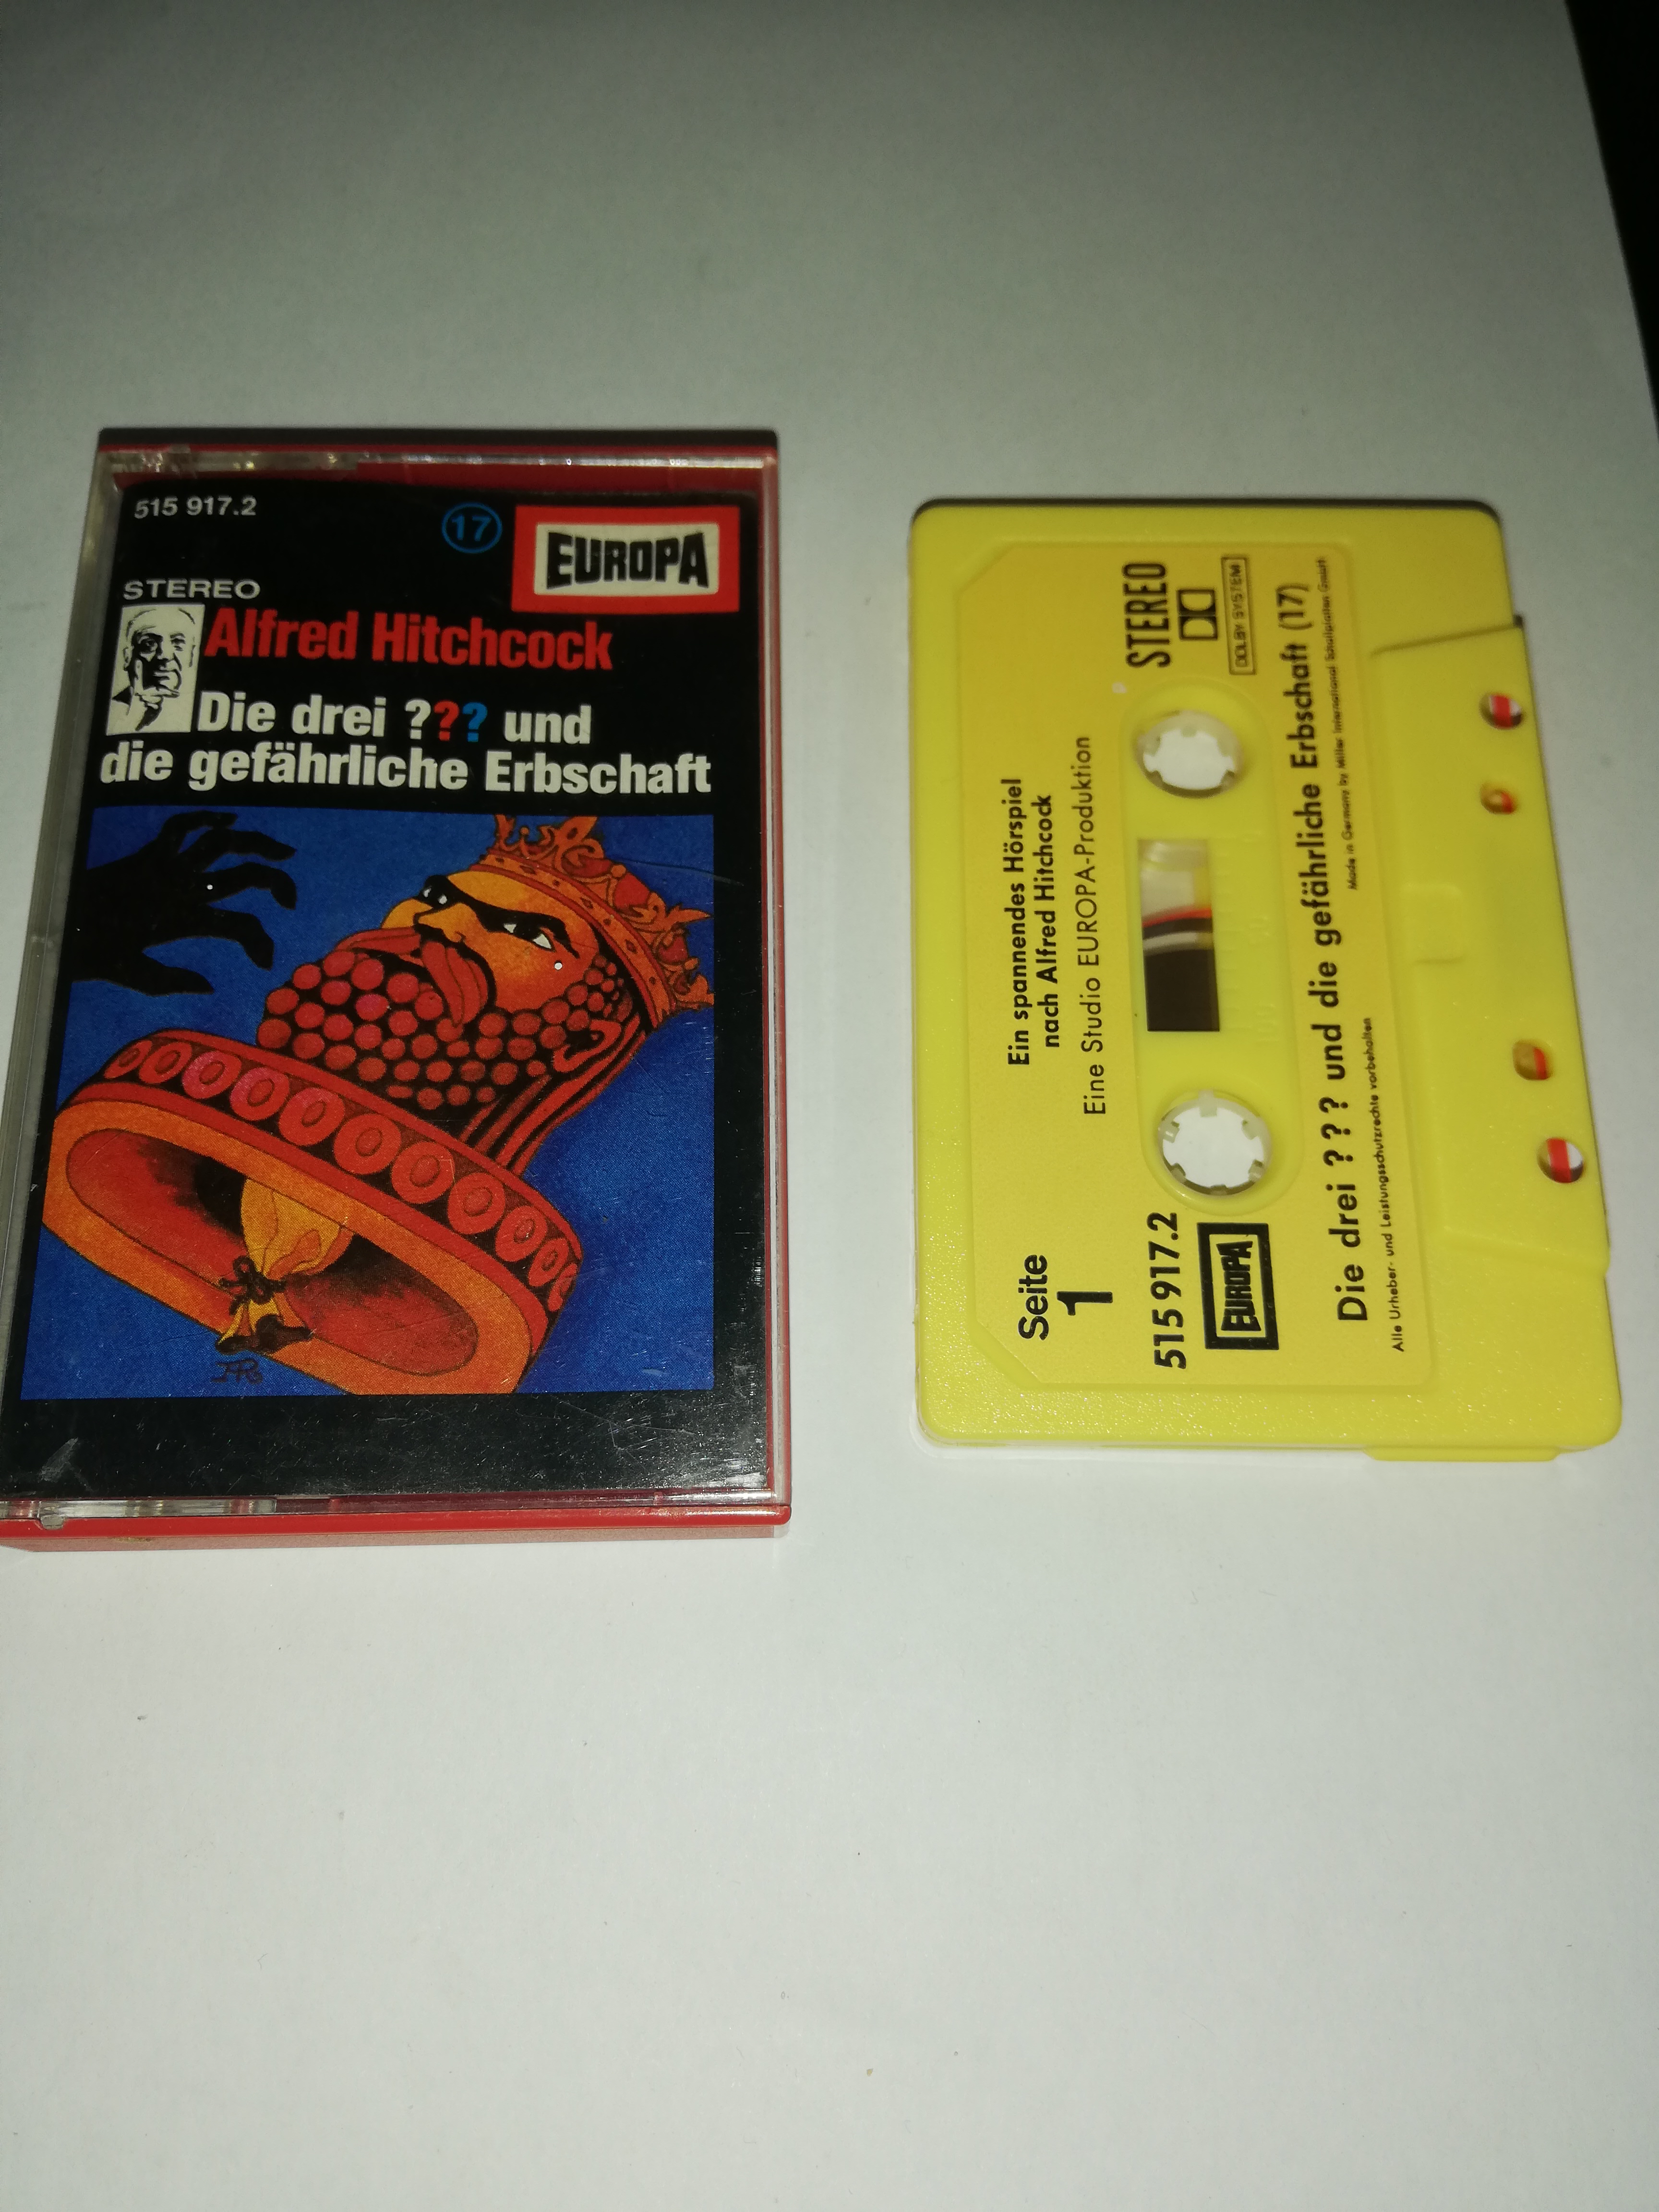 515 917.2
17
EUROPA
STEREO
Alfred Hitchcock
Die drei ??? und
die gefährliche Erbschaft
Ein spannendes Hörspiel
nach Alfred Hitchcock
Eine Studio EUROPA-Produktion
Seite
1
STEREO
DOLBY SYSTEM
515 917.2
EUROPA
Die drei ? ? ? und die gefährliche Erbschaft (17)
Alle Urheber- und Leistungsschutzrechte vorbehalten
Made in Germany by Miller International Schallplatten GmbH